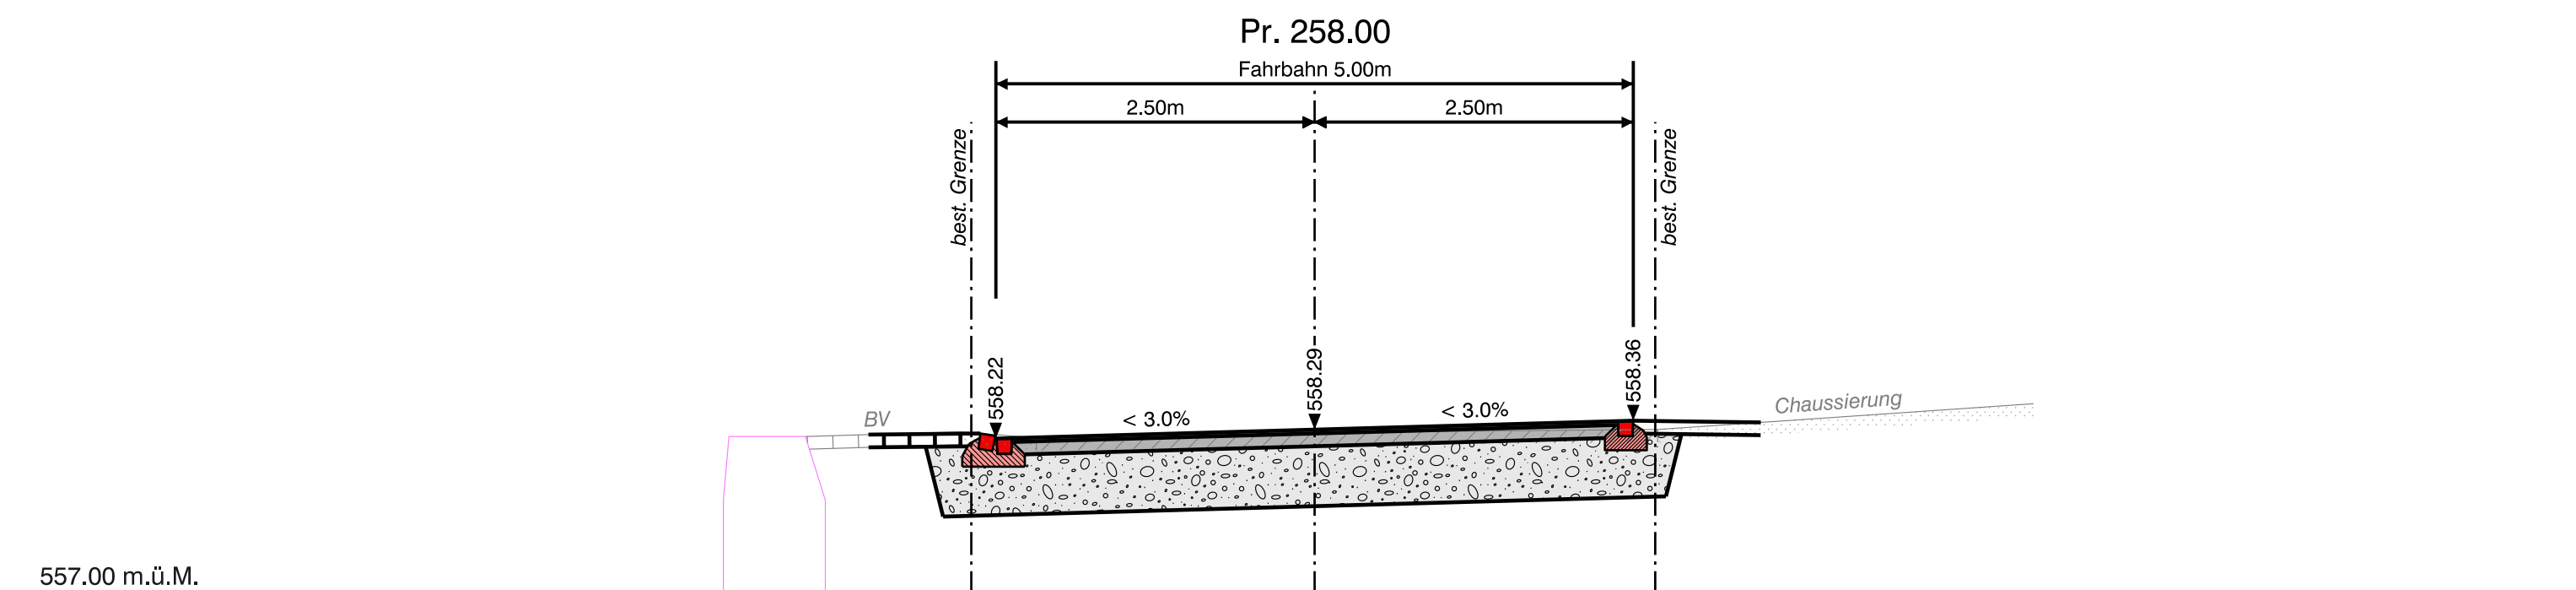 Pr. 258.00
Fahrbahn 5.00m
2.50m
2.50m
best. Grenze
best. Grenze
558.22
558.29
558.36
BV
< 3.0%
< 3.0%
Chaussierung
557.00 m.ü.M.